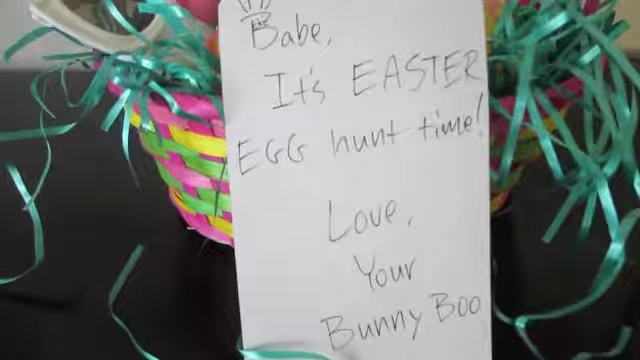 Babe,
It's EASTER
EGG hunt time!
Love,
Your
Bunny Boo